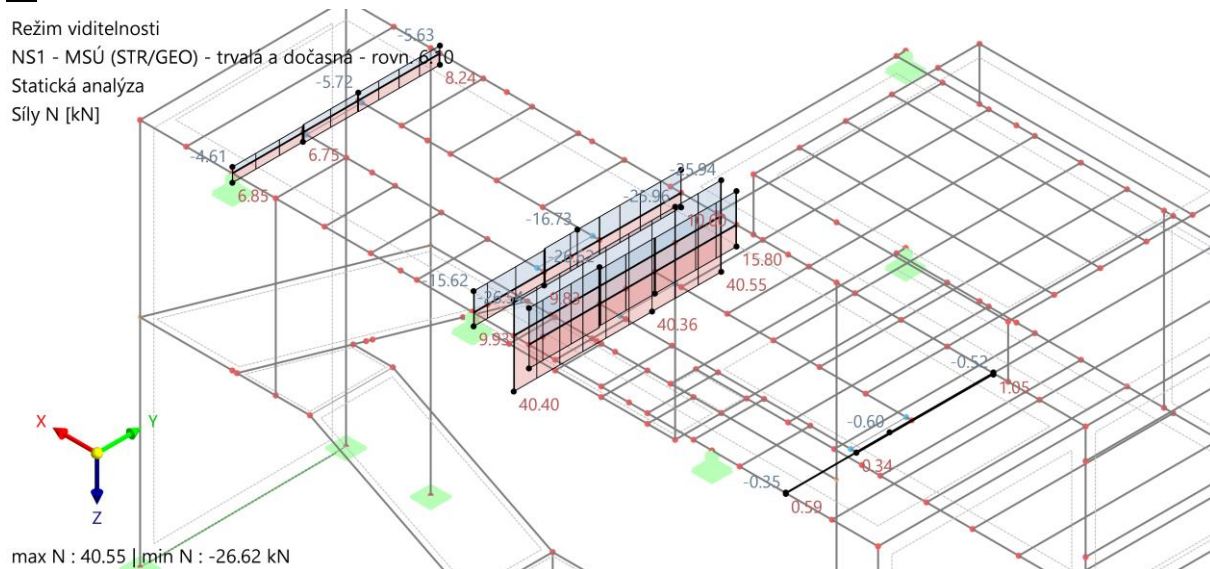 Režim viditelnosti
NS1 - MSÚ (STR/GEO) - trvalá a dočasná - rovn. 6.10
Statická analýza
Síly N [kN]
-5.63
-5.72
8.24
-4.61
6.75
6.85
-25.94
-25.96
-16.73
10.00
15.80
-15.62
9.83
40.55
40.36
9.93
40.40
-0.52
1.05
-0.60
0.34
-0.35
0.59
X
Y
Z
max N : 40.55 | min N : -26.62 kN